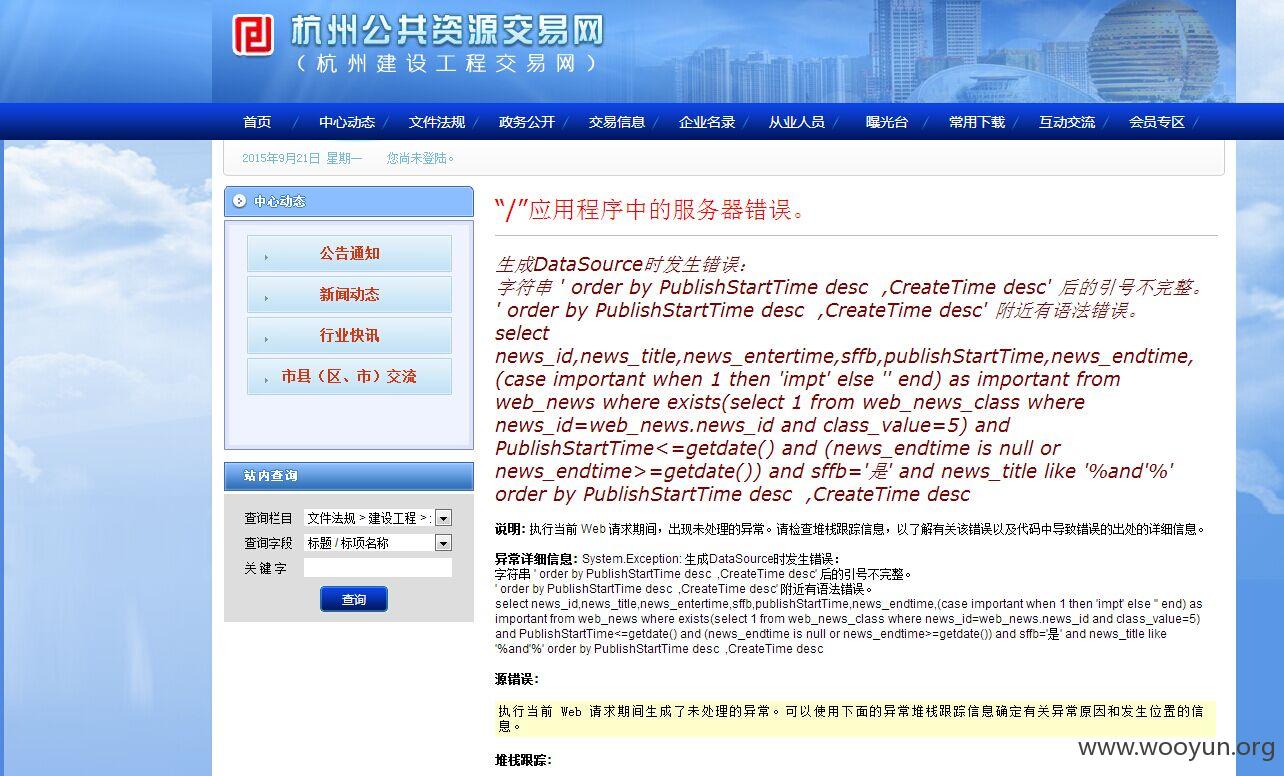 杭州公共资源交易网
（杭州建设工程交易网）
首页 / 中心动态 / 文件法规 / 政务公开 / 交易信息 / 企业名录 / 从业人员 / 曝光台 / 常用下载 / 互动交流 / 会员专区 /
2015年9月21日 星期一 您尚未登陆。
中心动态
公告通知
新闻动态
行业快讯
市县（区、市）交流
站内查询
查询栏目 文件法规 > 建设工程 > :
查询字段 标题 / 标项名称
关 键 字
查询
“/”应用程序中的服务器错误。
生成DataSource时发生错误:
字符串 ' order by PublishStartTime desc ,CreateTime desc' 后的引号不完整。
' order by PublishStartTime desc ,CreateTime desc' 附近有语法错误。
select
news_id,news_title,news_entertime,sffb,publishStartTime,news_endtime,
(case important when 1 then 'impt' else '' end) as important from
web_news where exists(select 1 from web_news_class where
news_id=web_news.news_id and class_value=5) and
PublishStartTime<=getdate() and (news_endtime is null or
news_endtime>=getdate()) and sffb='是' and news_title like '%and'%'
order by PublishStartTime desc ,CreateTime desc
说明: 执行当前 Web 请求期间，出现未处理的异常。请检查堆栈跟踪信息，以了解有关该错误以及代码中导致错误的出处的详细信息。
异常详细信息: System.Exception: 生成DataSource时发生错误:
字符串 ' order by PublishStartTime desc ,CreateTime desc' 后的引号不完整。
' order by PublishStartTime desc ,CreateTime desc' 附近有语法错误。
select news_id,news_title,news_entertime,sffb,publishStartTime,news_endtime,(case important when 1 then 'impt' else '' end) as
important from web_news where exists(select 1 from web_news_class where news_id=web_news.news_id and class_value=5)
and PublishStartTime<=getdate() and (news_endtime is null or news_endtime>=getdate()) and sffb='是' and news_title like
'%and'%' order by PublishStartTime desc ,CreateTime desc
源错误:
执行当前 Web 请求期间生成了未处理的异常。可以使用下面的异常堆栈跟踪信息确定有关异常原因和发生位置的信
息。
堆栈跟踪:
www.wooyun.org